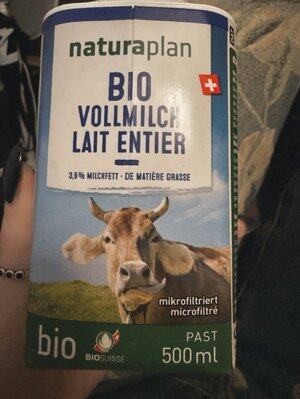 naturaplan
BIO
VOLLMILCH
LAIT ENTIER
3,9% MILCHFETT · DE MATIÈRE GRASSE
mikrofiltriert
microfiltré
bio
BIOSUISSE
PAST
500 ml